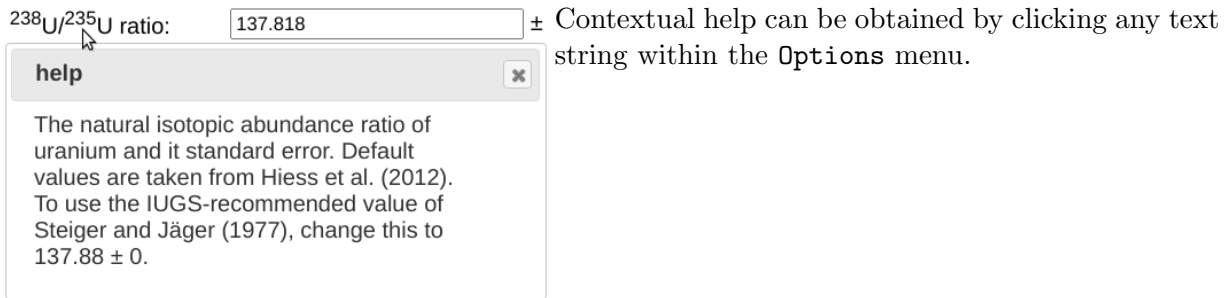 ²³⁸U/²³⁵U ratio: 137.818 ±
help
The natural isotopic abundance ratio of
uranium and it standard error. Default
values are taken from Hiess et al. (2012).
To use the IUGS-recommended value of
Steiger and Jäger (1977), change this to
137.88 ± 0.
Contextual help can be obtained by clicking any text
string within the Options menu.